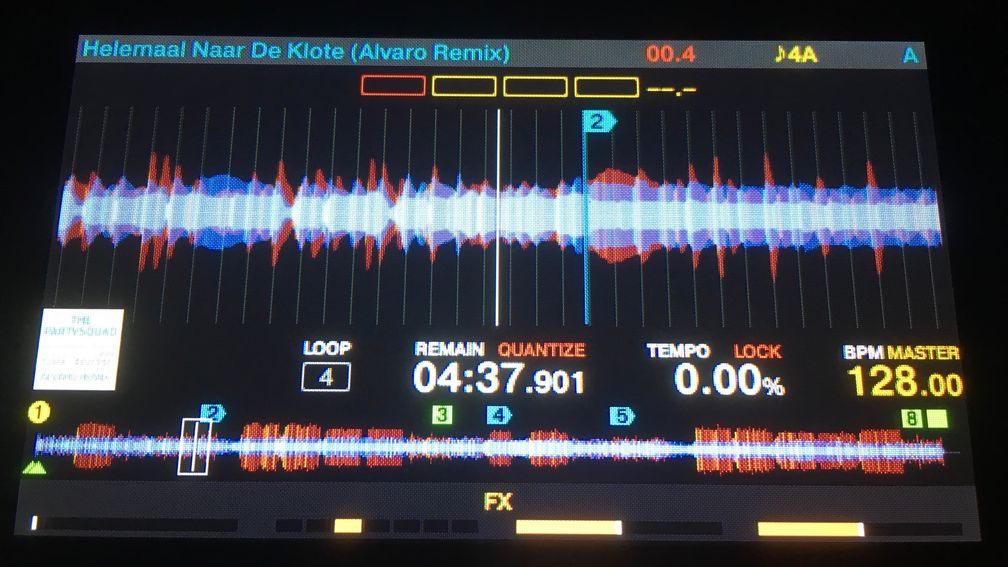 Helemaal Naar De Klote (Alvaro Remix) 00.4 ♪4A A
--.-
2
THE
PARTYSQUAD
LOOP REMAIN QUANTIZE TEMPO LOCK BPM MASTER
4 04:37.901 0.00% 128.00
1 2 3 4 5 8
FX